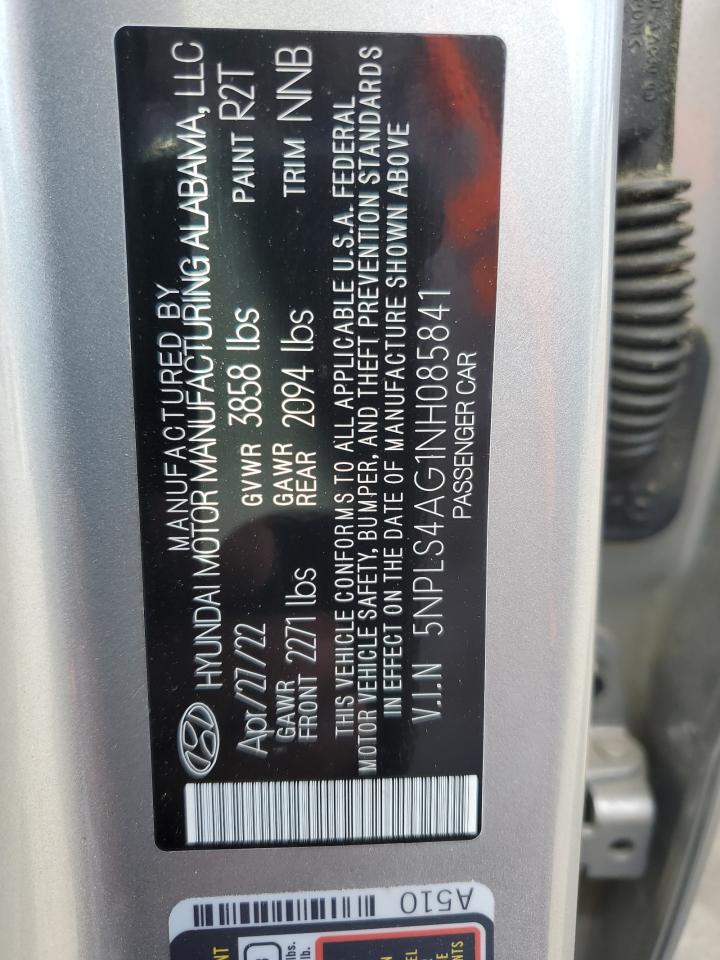 MANUFACTURED BY
HYUNDAI MOTOR MANUFACTURING ALABAMA, LLC
Apr/27/22 GVWR 3858 lbs PAINT R2T
GAWR FRONT 2271 lbs GAWR REAR 2094 lbs TRIM NNB
THIS VEHICLE CONFORMS TO ALL APPLICABLE U.S.A. FEDERAL
MOTOR VEHICLE SAFETY, BUMPER, AND THEFT PREVENTION STANDARDS
IN EFFECT ON THE DATE OF MANUFACTURE SHOWN ABOVE
V.I.N 5NPLS4AG1NH085841
PASSENGER CAR
A510
lbs.
lb.